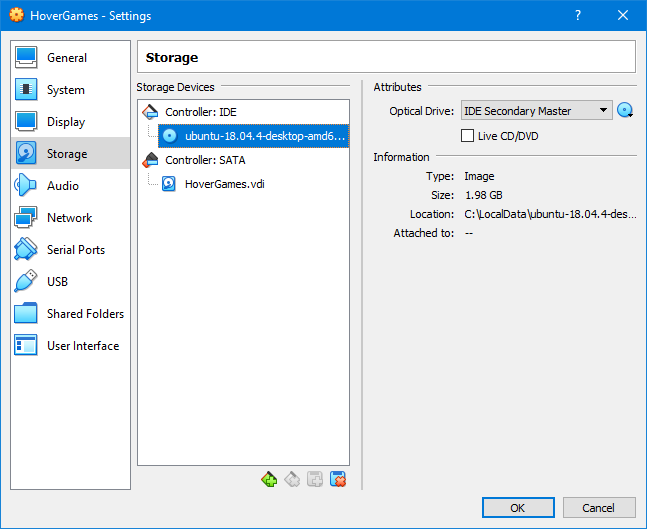 HoverGames - Settings
?
General
System
Display
Storage
Audio
Network
Serial Ports
USB
Shared Folders
User Interface
Storage
Storage Devices
Controller: IDE
ubuntu-18.04.4-desktop-amd6...
Controller: SATA
HoverGames.vdi
Attributes
Optical Drive: IDE Secondary Master
Live CD/DVD
Information
Type: Image
Size: 1.98 GB
Location: C:\LocalData\ubuntu-18.04.4-des...
Attached to: --
OK Cancel